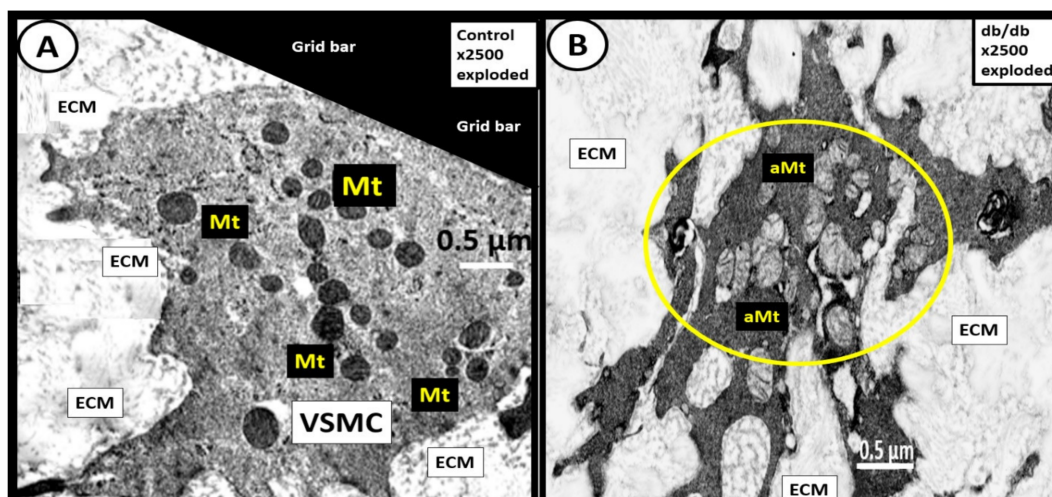 A
Grid bar
Control
x2500
exploded
Grid bar
ECM
Mt
Mt
0.5 µm
ECM
Mt
Mt
ECM
VSMC
ECM
B
db/db
x2500
exploded
ECM
aMt
aMt
ECM
0.5 µm
ECM